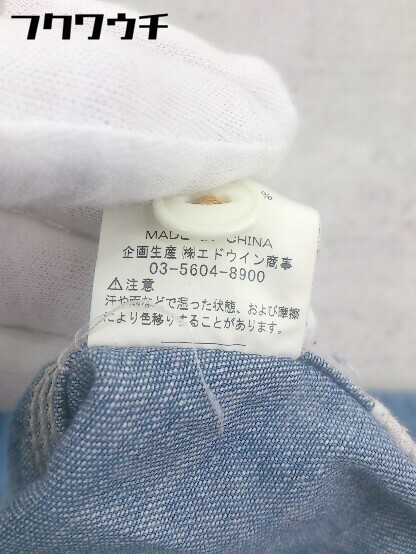 フクワウチ
%
MADE IN CHINA
企画生産 ㈱エドウイン商事
03-5604-8900
⚠注意
汗や雨などで湿った状態、および摩擦
により色移りすることがあります。